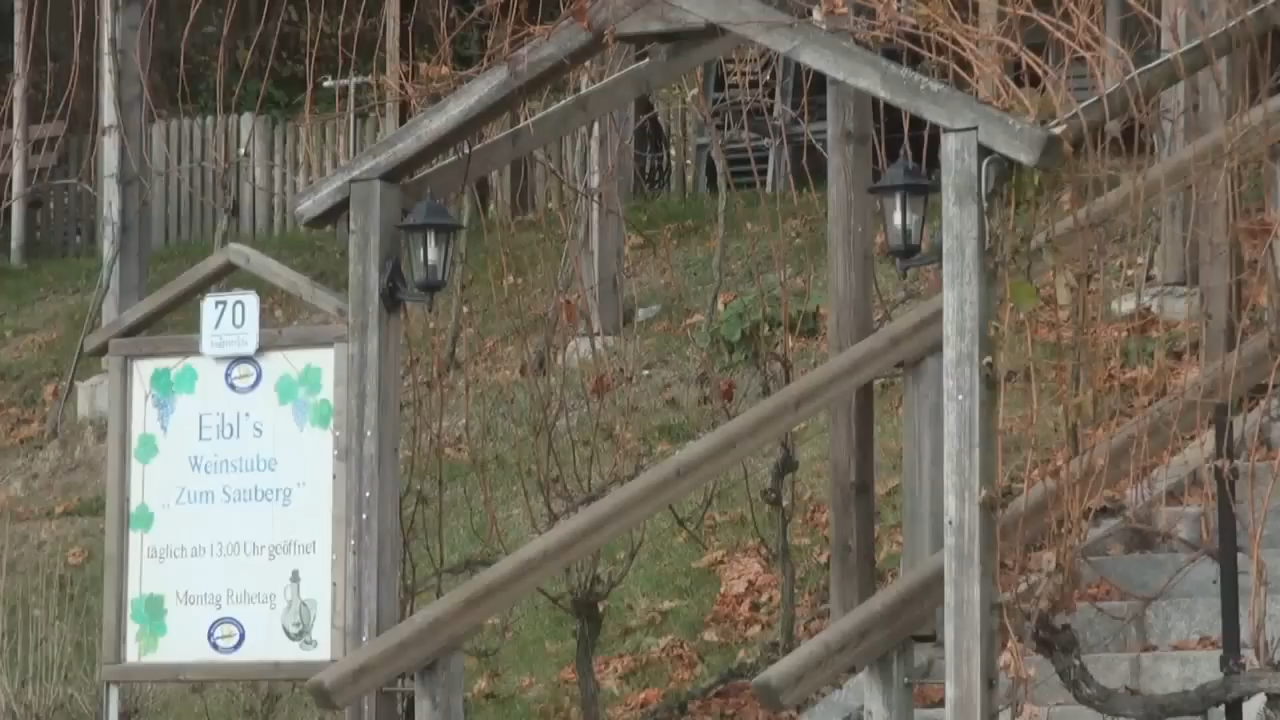 70
Eibl's
Weinstube
„Zum Sauberg”
täglich ab 13.00 Uhr geöffnet
Montag Ruhetag